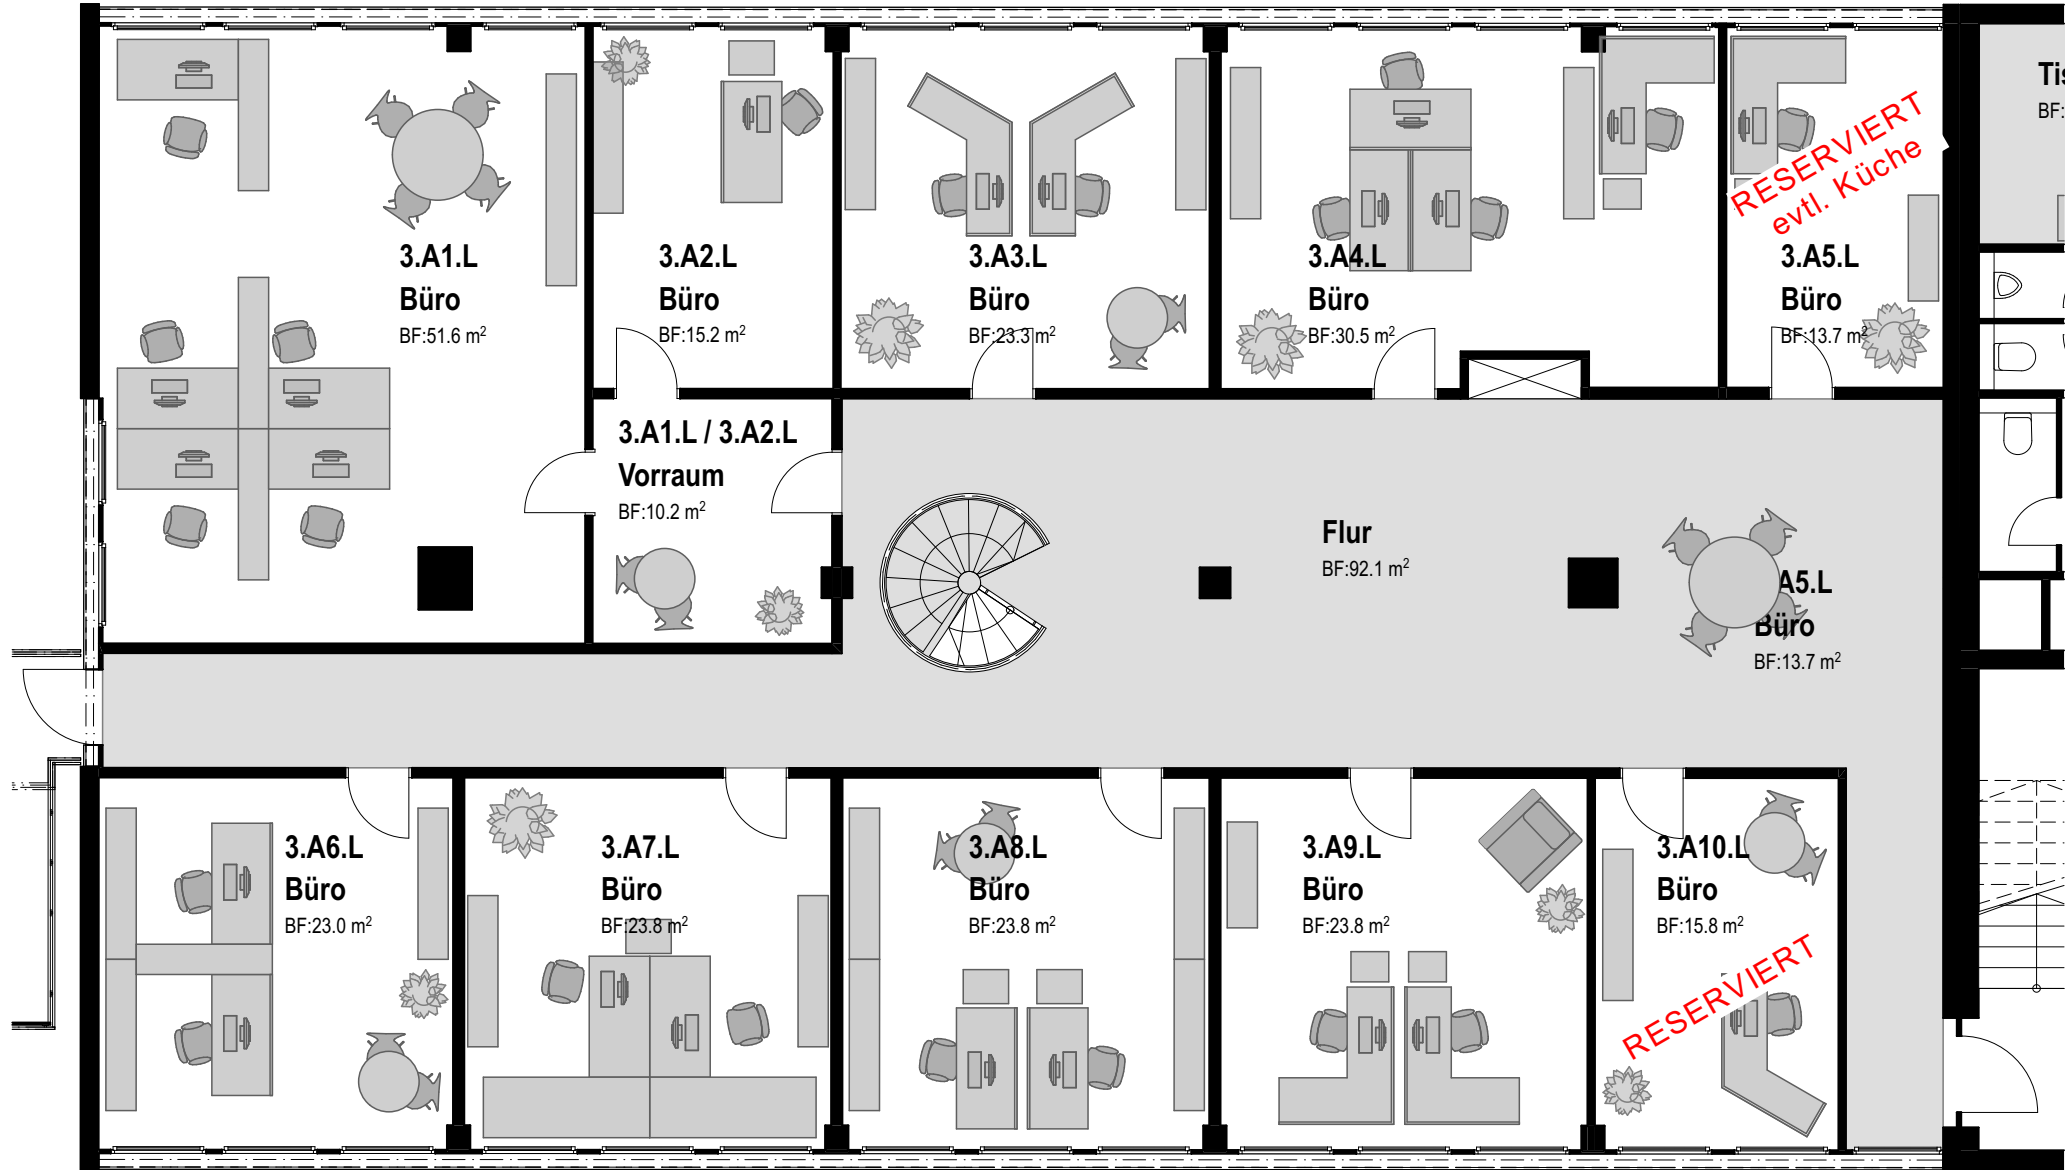 3.A1.L
Büro
BF:51.6 m²
3.A2.L
Büro
BF:15.2 m²
3.A3.L
Büro
BF:23.3 m²
3.A4.L
Büro
BF:30.5 m²
RESERVIERT
evtl. Küche
3.A5.L
Büro
BF:13.7 m²
BF:
3.A1.L / 3.A2.L
Vorraum
BF:10.2 m²
Flur
BF:92.1 m²
A5.L
Büro
BF:13.7 m²
3.A6.L
Büro
BF:23.0 m²
3.A7.L
Büro
BF:23.8 m²
3.A8.L
Büro
BF:23.8 m²
3.A9.L
Büro
BF:23.8 m²
3.A10.L
Büro
BF:15.8 m²
RESERVIERT